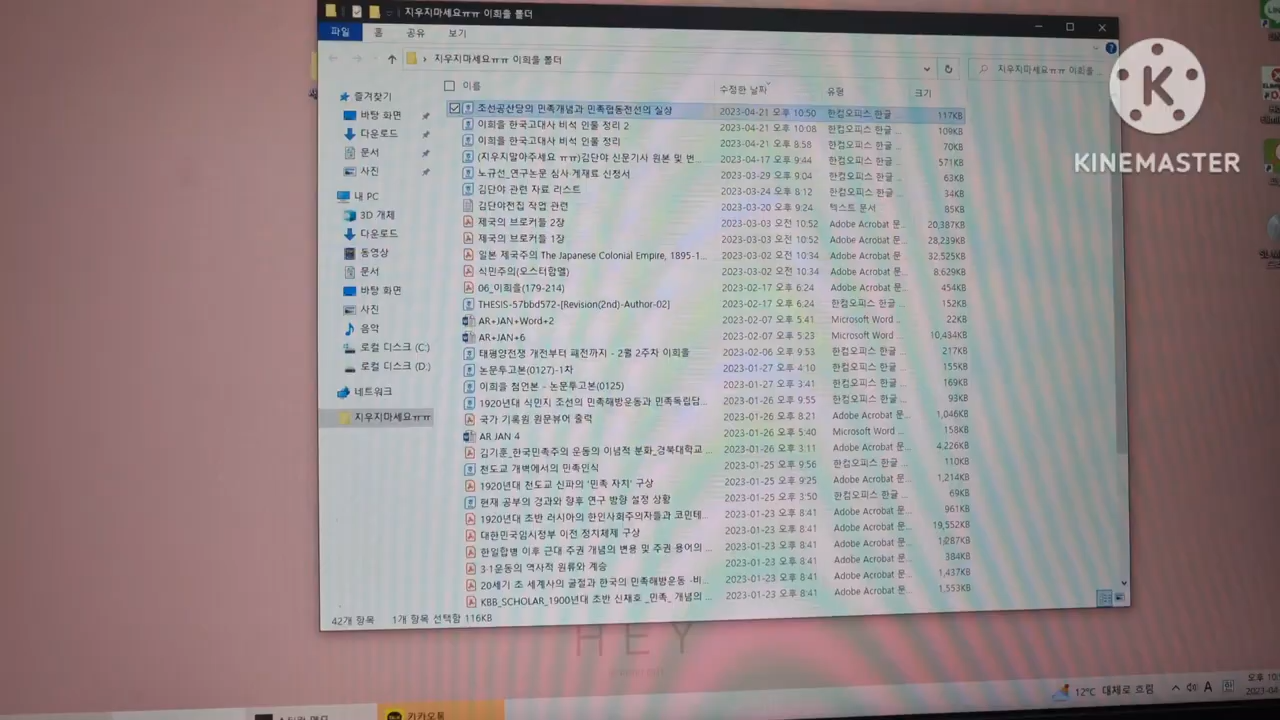 지우지마세요ㅠㅠ 이희을 폴더
파일 홈 공유 보기
지우지마세요ㅠㅠ 이희을 폴더
지우지마세요ㅠㅠ 이희을 ...
KINEMASTER
이름 수정한 날짜 유형 크기
즐겨찾기
바탕 화면
다운로드
문서
사진
내 PC
3D 개체
다운로드
동영상
문서
바탕 화면
사진
음악
로컬 디스크 (C:)
로컬 디스크 (D:)
네트워크
지우지마세요ㅠㅠ
조선공산당의 민족개념과 민족협동전선의 실상 2023-04-21 오후 10:50 한컴오피스 한글 117KB
이희을 한국고대사 비석 인물 정리 2 2023-04-21 오후 10:08 한컴오피스 한글 ... 109KB
이희을 한국고대사 비석 인물 정리 2023-04-21 오후 8:58 한컴오피스 한글 ... 70KB
(지우지말아주세요 ㅠㅠ)김단야 신문기사 원본 및 번... 2023-04-17 오후 9:44 한컴오피스 한글 ... 571KB
노규선_연구논문 심사·게재료 신청서 2023-03-29 오후 9:04 한컴오피스 한글 ... 63KB
김단야 관련 자료 리스트 2023-03-24 오후 8:12 한컴오피스 한글 ... 34KB
김단야전집 작업 관련 2023-03-20 오후 9:24 텍스트 문서 85KB
제국의 브로커들 2장 2023-03-03 오전 10:52 Adobe Acrobat 문... 20,387KB
제국의 브로커들 1장 2023-03-03 오전 10:52 Adobe Acrobat 문... 28,239KB
일본 제국주의 The Japanese Colonial Empire, 1895-1... 2023-03-02 오전 10:34 Adobe Acrobat 문... 32,525KB
식민주의(오스터함멜) 2023-03-02 오전 10:34 Adobe Acrobat 문... 8,629KB
06_이희을(179-214) 2023-02-17 오후 6:24 Adobe Acrobat 문... 454KB
THESIS-57bbd572-[Revision(2nd)-Author-02] 2023-02-17 오후 6:24 한컴오피스 한글 ... 152KB
AR+JAN+Word+2 2023-02-07 오후 5:41 Microsoft Word ... 22KB
AR+JAN+6 2023-02-07 오후 5:23 Microsoft Word ... 10,434KB
태평양전쟁 개전부터 패전까지 - 2월 2주차 이희을 2023-02-06 오후 9:53 한컴오피스 한글 ... 217KB
논문투고본(0127)-1차 2023-01-27 오후 4:10 한컴오피스 한글 ... 155KB
이희을 첨언본 - 논문투고본(0125) 2023-01-27 오후 3:41 한컴오피스 한글 ... 169KB
1920년대 식민지 조선의 민족해방운동과 민족독립담... 2023-01-26 오후 9:55 한컴오피스 한글 ... 93KB
국가 기록원 원문뷰어 출력 2023-01-26 오후 8:21 Adobe Acrobat 문... 1,046KB
AR JAN 4 2023-01-26 오후 5:40 Microsoft Word ... 158KB
김기훈_한국민족주의 운동의 이념적 분화_경북대학교 ... 2023-01-26 오후 3:11 Adobe Acrobat 문... 4,226KB
천도교 개벽에서의 민족인식 2023-01-25 오후 9:56 한컴오피스 한글 ... 110KB
1920년대 천도교 신파의 '민족 자치' 구상 2023-01-25 오후 9:25 Adobe Acrobat 문... 1,214KB
현재 공부의 경과와 향후 연구 방향 설정 상황 2023-01-25 오후 3:50 한컴오피스 한글 ... 69KB
1920년대 초반 러시아의 한인사회주의자들과 코민테... 2023-01-23 오후 8:41 Adobe Acrobat 문... 961KB
대한민국임시정부 이전 정치체제 구상 2023-01-23 오후 8:41 Adobe Acrobat 문... 19,552KB
한일합병 이후 근대 주권 개념의 변용 및 주권 용어의 ... 2023-01-23 오후 8:41 Adobe Acrobat 문... 1,287KB
3·1운동의 역사적 원류와 계승 2023-01-23 오후 8:41 Adobe Acrobat 문... 384KB
20세기 초 세계사의 굴절과 한국의 민족해방운동 -비... 2023-01-23 오후 8:41 Adobe Acrobat 문... 1,437KB
KBB_SCHOLAR_1900년대 초반 신채호 _민족_ 개념의 ... 2023-01-23 오후 8:41 Adobe Acrobat 문... 1,553KB
42개 항목 1개 항목 선택함 116KB
HEY
12°C 대체로 흐림 A
카카오톡